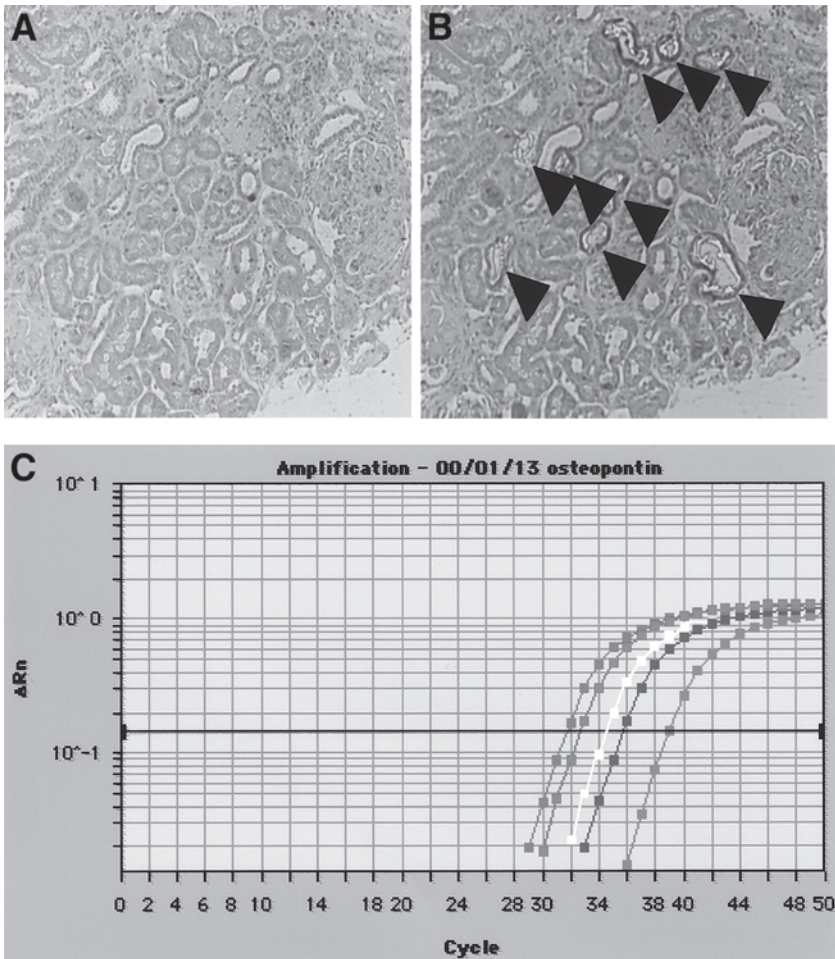 A
B
C
Amplification - 00/01/13 osteopontin
10^ 1
10^ 0
10^-1
ΔRn
0 2 4 6 8 10 14 18 20 24 28 30 34 38 40 44 48 50
Cycle